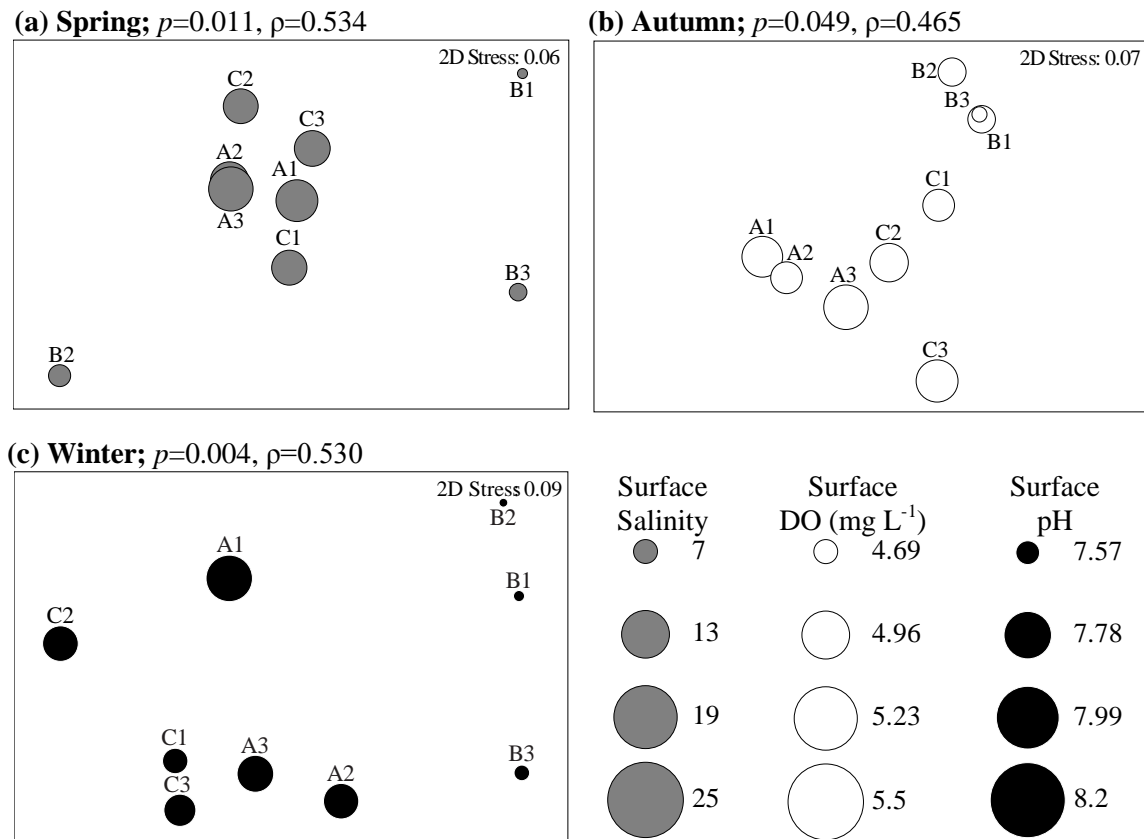 (a) Spring; p=0.011, ρ=0.534
2D Stress: 0.06
C2
B1
C3
A2
A1
A3
C1
B3
B2
(b) Autumn; p=0.049, ρ=0.465
2D Stress: 0.07
B2
B3
B1
C1
A1
A2
C2
A3
C3
(c) Winter; p=0.004, ρ=0.530
2D Stress: 0.09
B2
A1
B1
C2
C1
A3
A2
B3
C3
Surface Surface Surface
Salinity DO (mg L⁻¹) pH
7 4.69 7.57
13 4.96 7.78
19 5.23 7.99
25 5.5 8.2